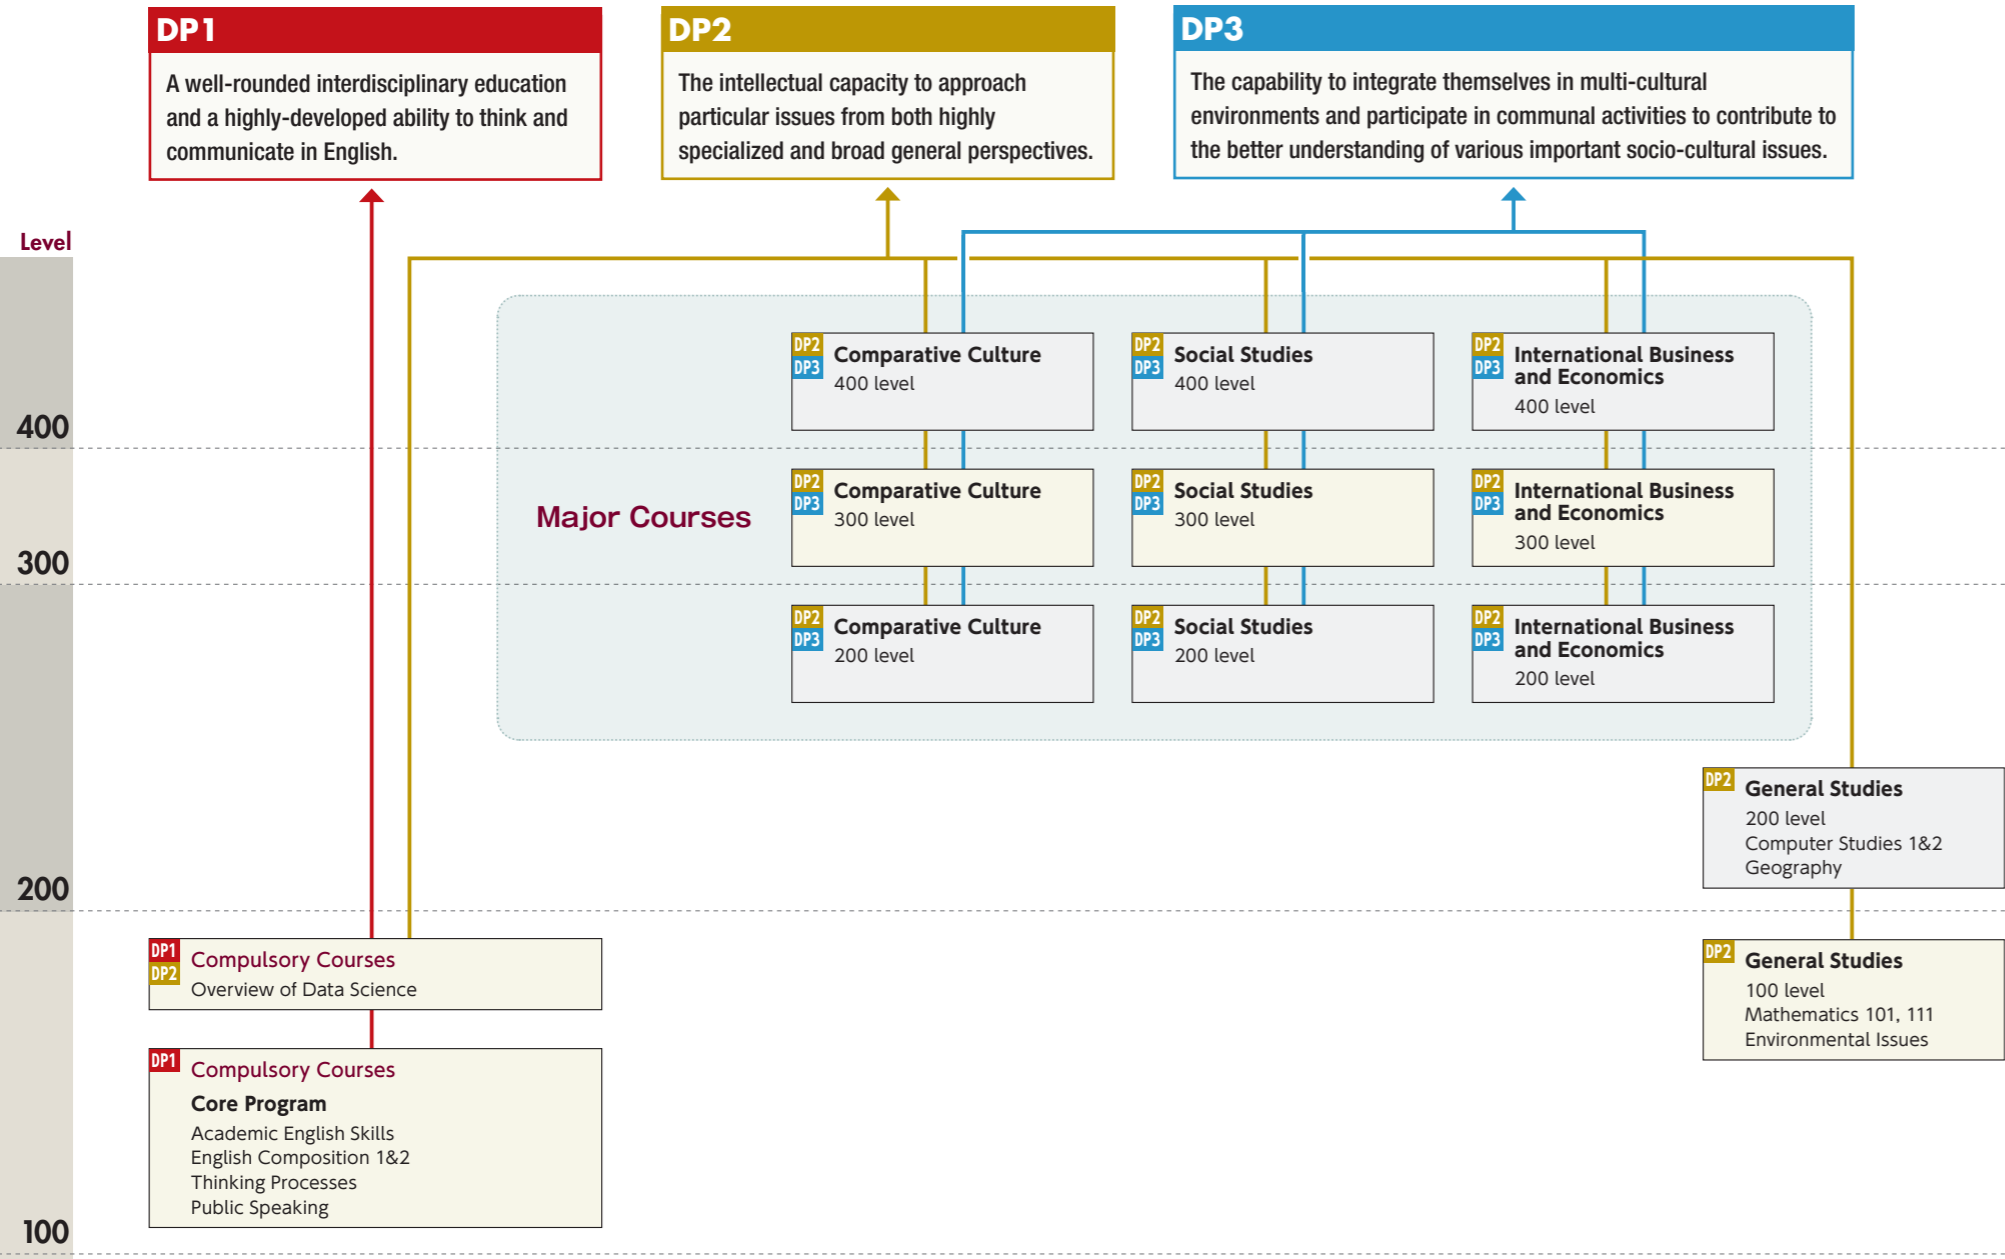 DP1
A well-rounded interdisciplinary education
and a highly-developed ability to think and
communicate in English.
DP2
The intellectual capacity to approach
particular issues from both highly
specialized and broad general perspectives.
DP3
The capability to integrate themselves in multi-cultural
environments and participate in communal activities to contribute to
the better understanding of various important socio-cultural issues.
Level
400
300
200
100
Major Courses
DP2
DP3
Comparative Culture
400 level
DP2
DP3
Social Studies
400 level
DP2
DP3
International Business
and Economics
400 level
DP2
DP3
Comparative Culture
300 level
DP2
DP3
Social Studies
300 level
DP2
DP3
International Business
and Economics
300 level
DP2
DP3
Comparative Culture
200 level
DP2
DP3
Social Studies
200 level
DP2
DP3
International Business
and Economics
200 level
DP2
General Studies
200 level
Computer Studies 1&2
Geography
DP1
DP2
Compulsory Courses
Overview of Data Science
DP2
General Studies
100 level
Mathematics 101, 111
Environmental Issues
DP1
Compulsory Courses
Core Program
Academic English Skills
English Composition 1&2
Thinking Processes
Public Speaking